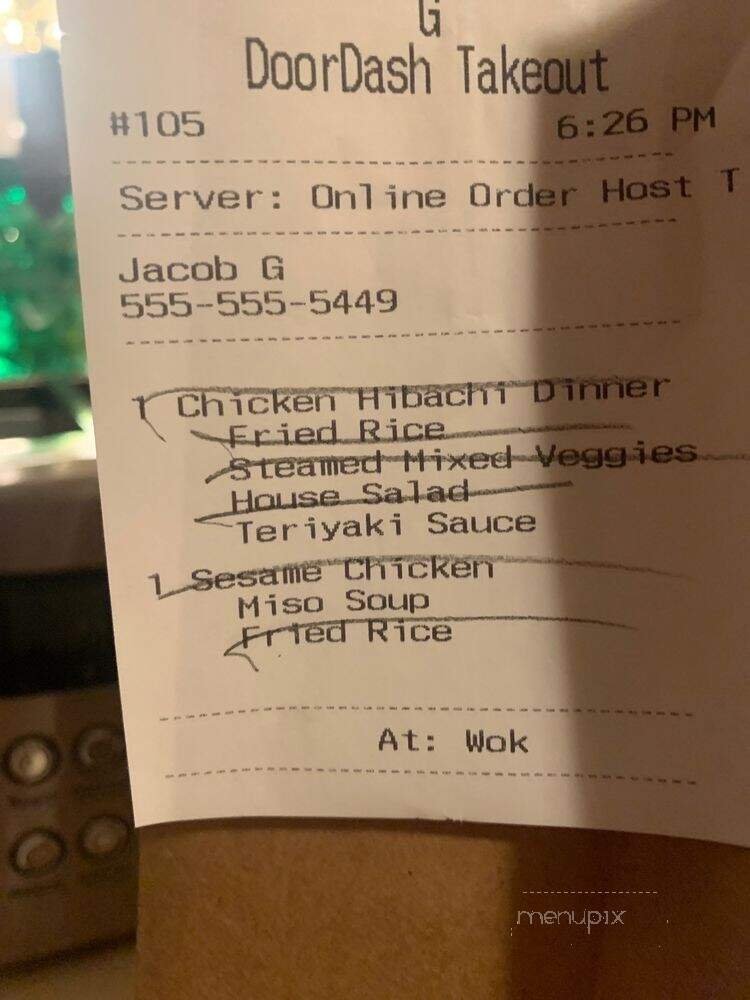 G
DoorDash Takeout
#105 6:26 PM
Server: Online Order Host T
Jacob G
555-555-5449
1 Chicken Hibachi Dinner
Fried Rice
Steamed Mixed Veggies
House Salad
Teriyaki Sauce
1 Sesame Chicken
Miso Soup
Fried Rice
At: Wok
menupix